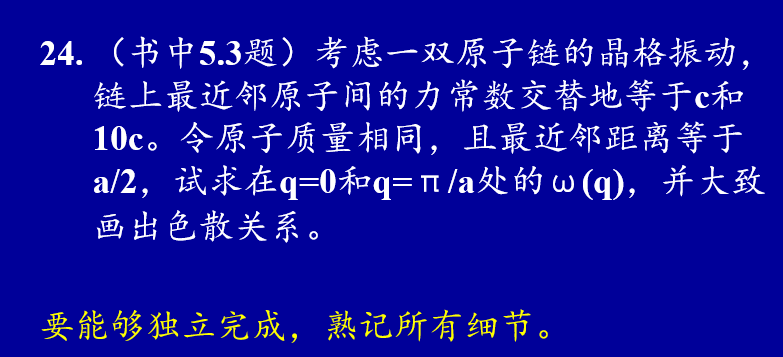 24. （书中5.3题）考虑一双原子链的晶格振动，
链上最近邻原子间的力常数交替地等于c和
10c。令原子质量相同，且最近邻距离等于
a/2，试求在q=0和q=π/a处的ω(q)，并大致
画出色散关系。
要能够独立完成，熟记所有细节。